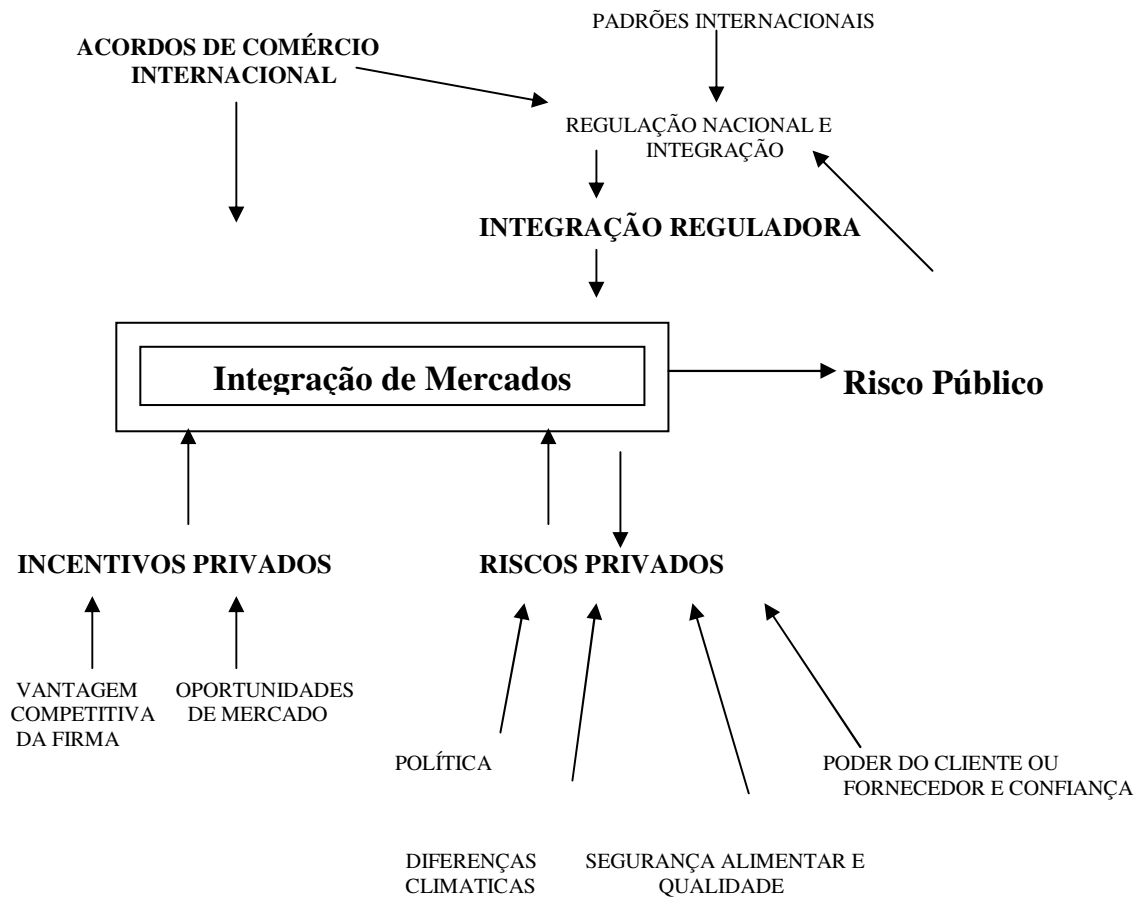 PADRÕES INTERNACIONAIS
ACORDOS DE COMÉRCIO
INTERNACIONAL
REGULAÇÃO NACIONAL E
INTEGRAÇÃO
INTEGRAÇÃO REGULADORA
Integração de Mercados
Risco Público
INCENTIVOS PRIVADOS
RISCOS PRIVADOS
VANTAGEM
COMPETITIVA
DA FIRMA
OPORTUNIDADES
DE MERCADO
POLÍTICA
PODER DO CLIENTE OU
FORNECEDOR E CONFIANÇA
DIFERENÇAS
CLIMATICAS
SEGURANÇA ALIMENTAR E
QUALIDADE